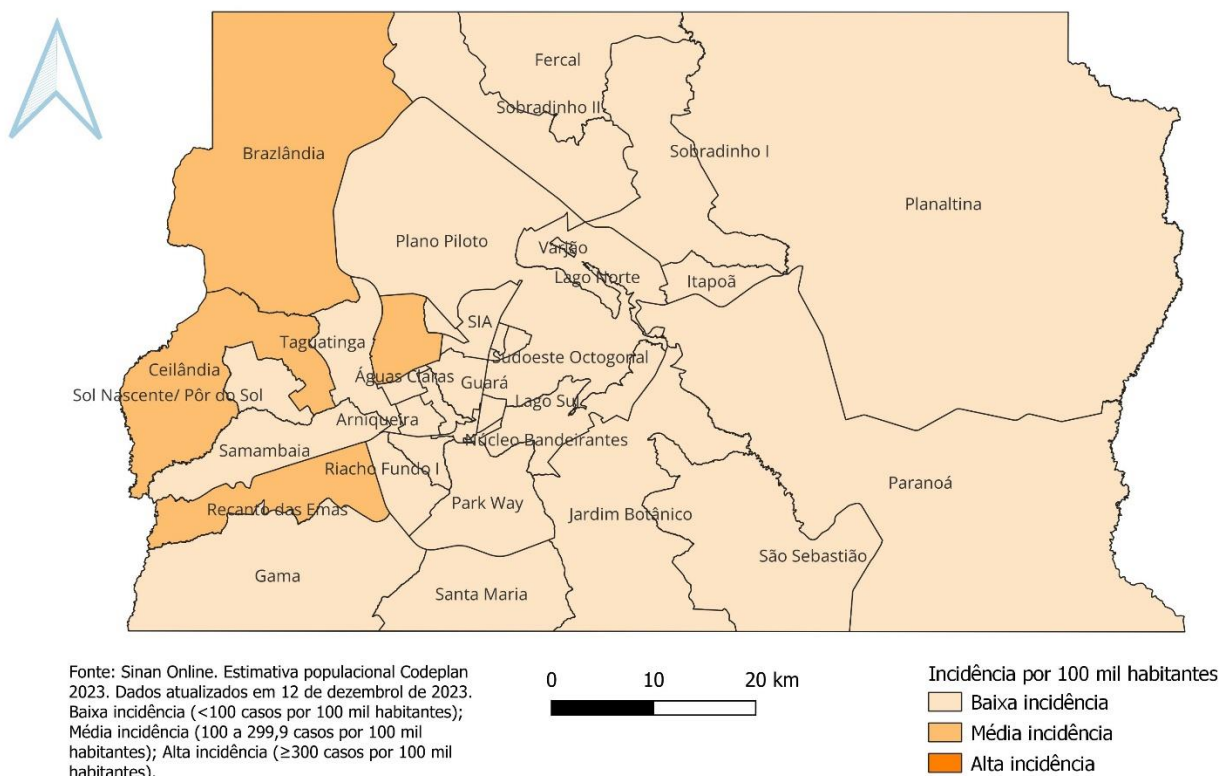 Fercal
Sobradinho II
Brazlândia
Sobradinho I
Planaltina
Plano Piloto
Varjão
Lago Norte
Itapoã
SIA
Taguatinga
Sudoeste Octogonal
Ceilândia
Águas Claras
Guará
Sol Nascente/ Pôr do Sol
Lago Sul
Arniqueira
Núcleo Bandeirantes
Samambaia
Riacho Fundo I
Paranoá
Park Way
Recanto das Emas
Jardim Botânico
São Sebastião
Gama
Santa Maria
Fonte: Sinan Online. Estimativa populacional Codeplan
2023. Dados atualizados em 12 de dezembrol de 2023.
Baixa incidência (<100 casos por 100 mil habitantes);
Média incidência (100 a 299,9 casos por 100 mil
habitantes); Alta incidência (≥300 casos por 100 mil
habitantes).
0 10 20 km
Incidência por 100 mil habitantes
Baixa incidência
Média incidência
Alta incidência